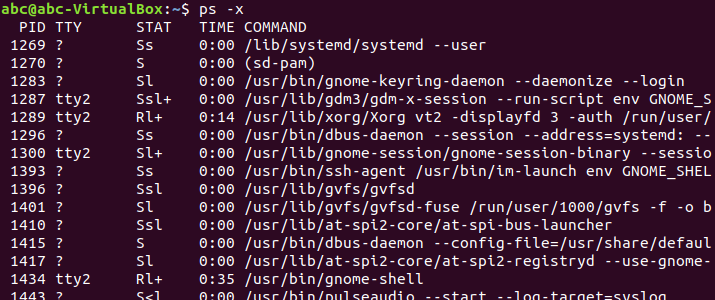 abc@abc-VirtualBox:~$ ps -x
PID TTY STAT TIME COMMAND
1269 ? Ss 0:00 /lib/systemd/systemd --user
1270 ? S 0:00 (sd-pam)
1283 ? Sl 0:00 /usr/bin/gnome-keyring-daemon --daemonize --login
1287 tty2 Ssl+ 0:00 /usr/lib/gdm3/gdm-x-session --run-script env GNOME_S
1289 tty2 Rl+ 0:14 /usr/lib/xorg/Xorg vt2 -displayfd 3 -auth /run/user/
1296 ? Ss 0:00 /usr/bin/dbus-daemon --session --address=systemd: --
1300 tty2 Sl+ 0:00 /usr/lib/gnome-session/gnome-session-binary --sessio
1393 ? Ss 0:00 /usr/bin/ssh-agent /usr/bin/im-launch env GNOME_SHEL
1396 ? Ssl 0:00 /usr/lib/gvfs/gvfsd
1401 ? Sl 0:00 /usr/lib/gvfs/gvfsd-fuse /run/user/1000/gvfs -f -o b
1410 ? Ssl 0:00 /usr/lib/at-spi2-core/at-spi-bus-launcher
1415 ? S 0:00 /usr/bin/dbus-daemon --config-file=/usr/share/defaul
1417 ? Sl 0:00 /usr/lib/at-spi2-core/at-spi2-registryd --use-gnome-
1434 tty2 Rl+ 0:35 /usr/bin/gnome-shell
1443 ? S<l 0:00 /usr/bin/pulseaudio --start --log-target=syslog